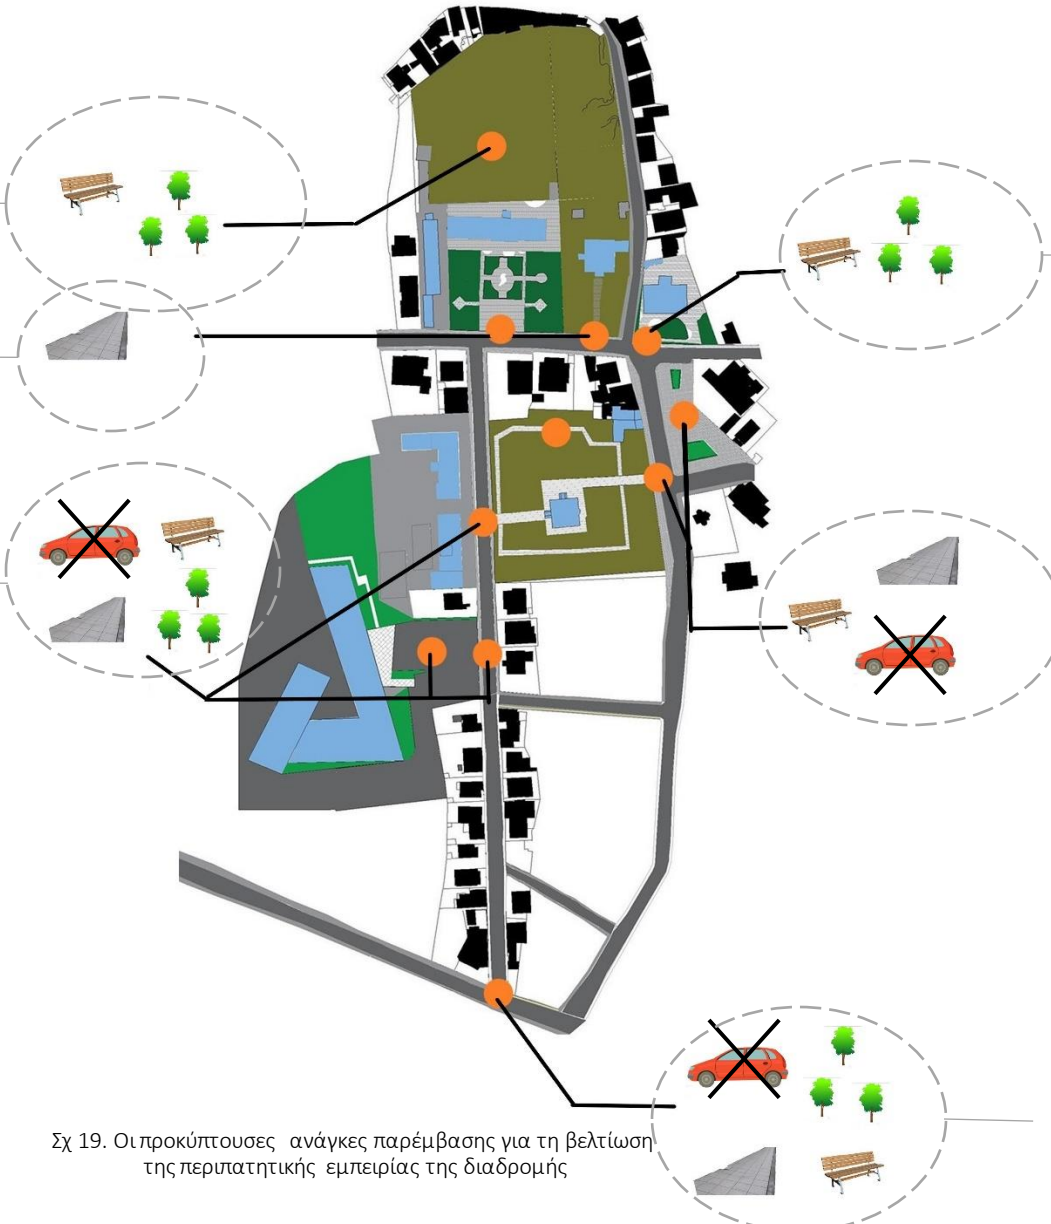 Σχ 19. Οι προκύπτουσες ανάγκες παρέμβασης για τη βελτίωση
της περιπατητικής εμπειρίας της διαδρομής